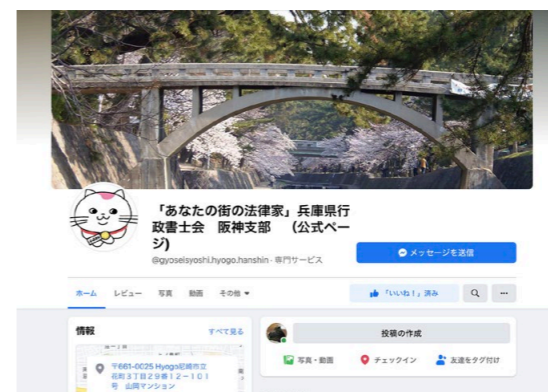 「あなたの街の法律家」兵庫県行
政書士会 阪神支部 (公式ペー
ジ)
@gyoseisyoshi.hyogo.hanshin · 専門サービス
メッセージを送信
ホーム レビュー 写真 動画 その他
「いいね！」済み
情報 すべて見る
〒661-0025 Hyogo尼崎市立
花町3丁目29番12-101
号 山岡マンション
投稿の作成
写真・動画 チェックイン 友達をタグ付け